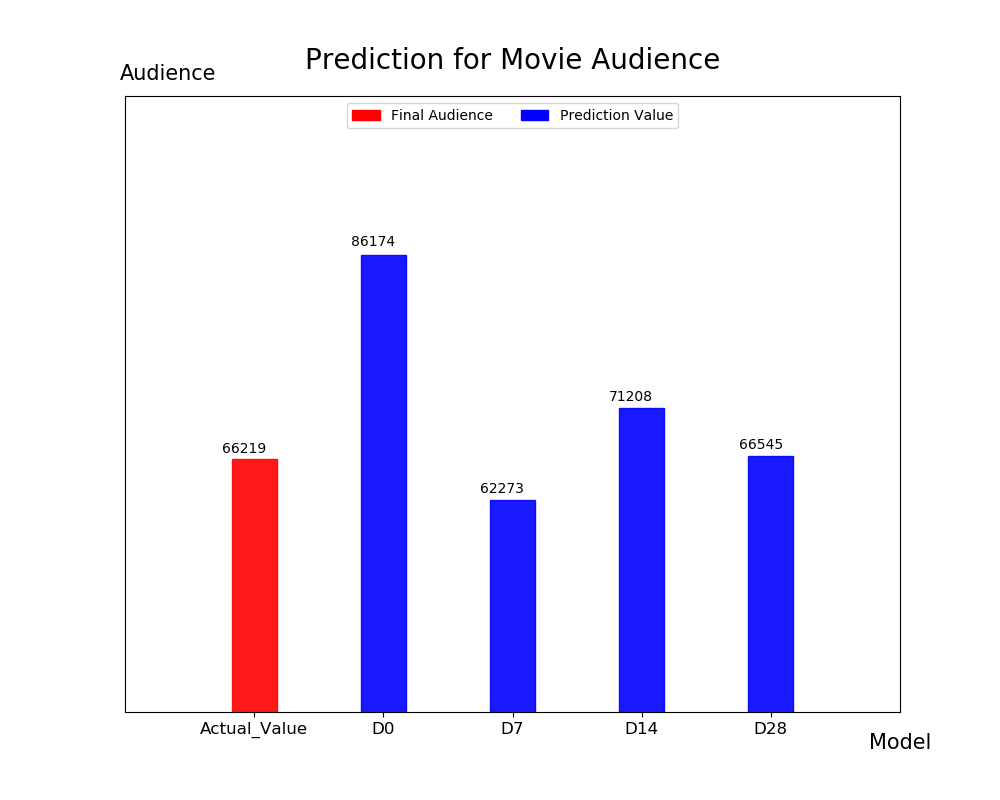 Prediction for Movie Audience
Audience
Final Audience Prediction Value
86174
71208
66219
66545
62273
Actual_Value D0 D7 D14 D28
Model